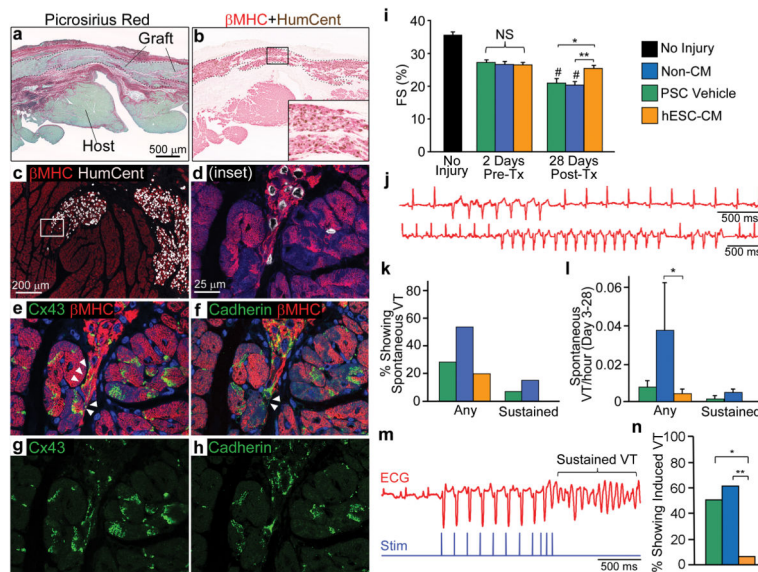 Picrosirius Red
a
Graft
Host
500 μm
βMHC+HumCent
b
c
βMHC HumCent
200 μm
d
(inset)
25 μm
e
Cx43 βMHC
f
Cadherin βMHC
g
Cx43
h
Cadherin
i
FS (%)
40
30
20
10
0
NS
*
**
#
#
No
Injury
2 Days
Pre-Tx
28 Days
Post-Tx
No Injury
Non-CM
PSC Vehicle
hESC-CM
j
500 ms
500 ms
k
% Showing
Spontaneous VT
80
60
40
20
0
Any
Sustained
l
Spontaneous
VT/hour (Day 3-28)
0.06
0.04
0.02
0
*
Any
Sustained
m
ECG
Sustained VT
Stim
500 ms
n
% Showing Induced VT
100
80
60
40
20
0
*
**